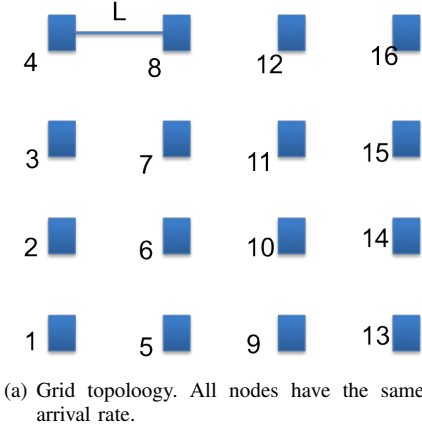 L
4 8 12 16
3 7 11 15
2 6 10 14
1 5 9 13
(a) Grid topoloogy. All nodes have the same
arrival rate.